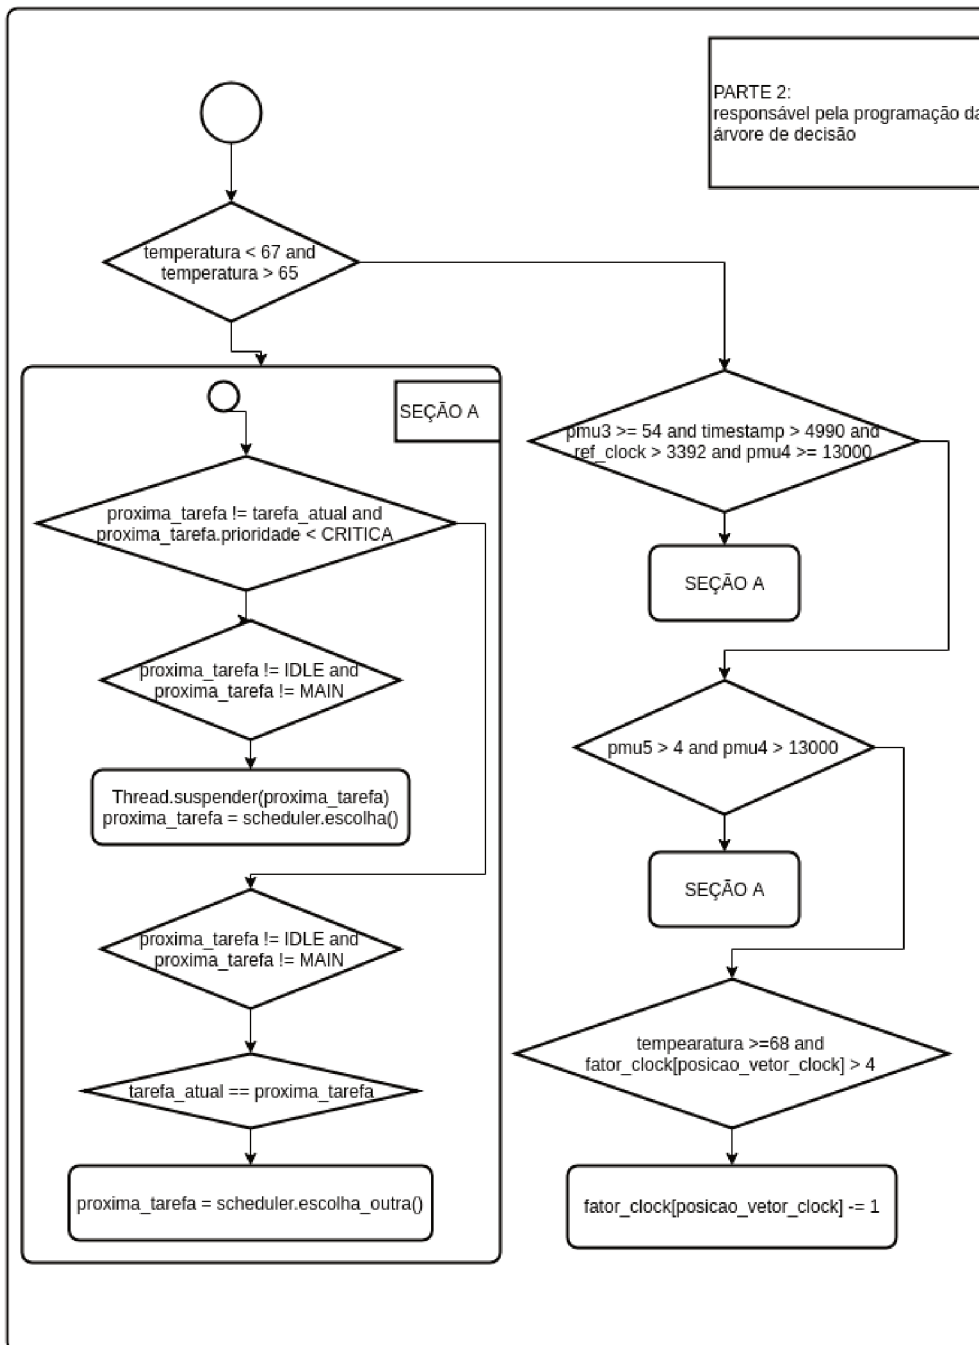 PARTE 2:
responsável pela programação da
árvore de decisão
temperatura < 67 and
temperatura > 65
SEÇÃO A
proxima_tarefa != tarefa_atual and
proxima_tarefa.prioridade < CRITICA
proxima_tarefa != IDLE and
proxima_tarefa != MAIN
Thread.suspender(proxima_tarefa)
proxima_tarefa = scheduler.escolha()
proxima_tarefa != IDLE and
proxima_tarefa != MAIN
tarefa_atual == proxima_tarefa
proxima_tarefa = scheduler.escolha_outra()
pmu3 >= 54 and timestamp > 4990 and
ref_clock > 3392 and pmu4 >= 13000
SEÇÃO A
pmu5 > 4 and pmu4 > 13000
SEÇÃO A
tempearatura >=68 and
fator_clock[posicao_vetor_clock] > 4
fator_clock[posicao_vetor_clock] -= 1